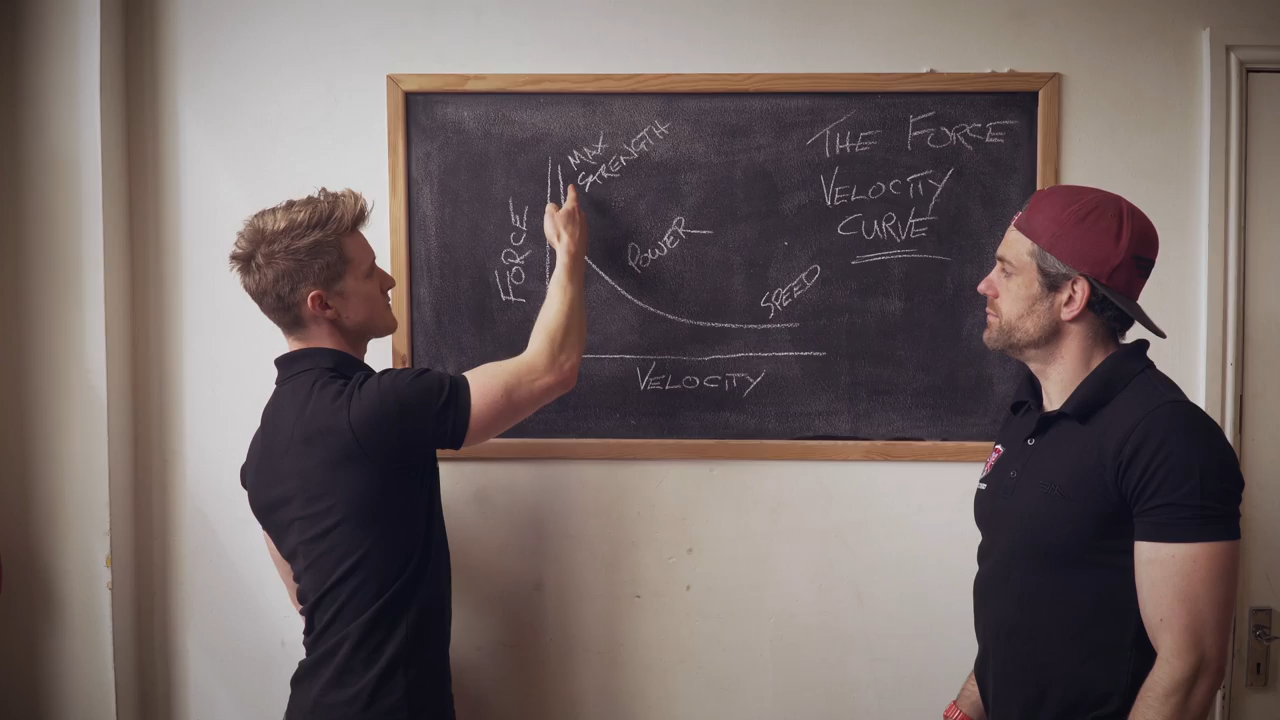 THE FORCE
VELOCITY
CURVE
MAX
STRENGTH
FORCE
POWER
SPEED
VELOCITY